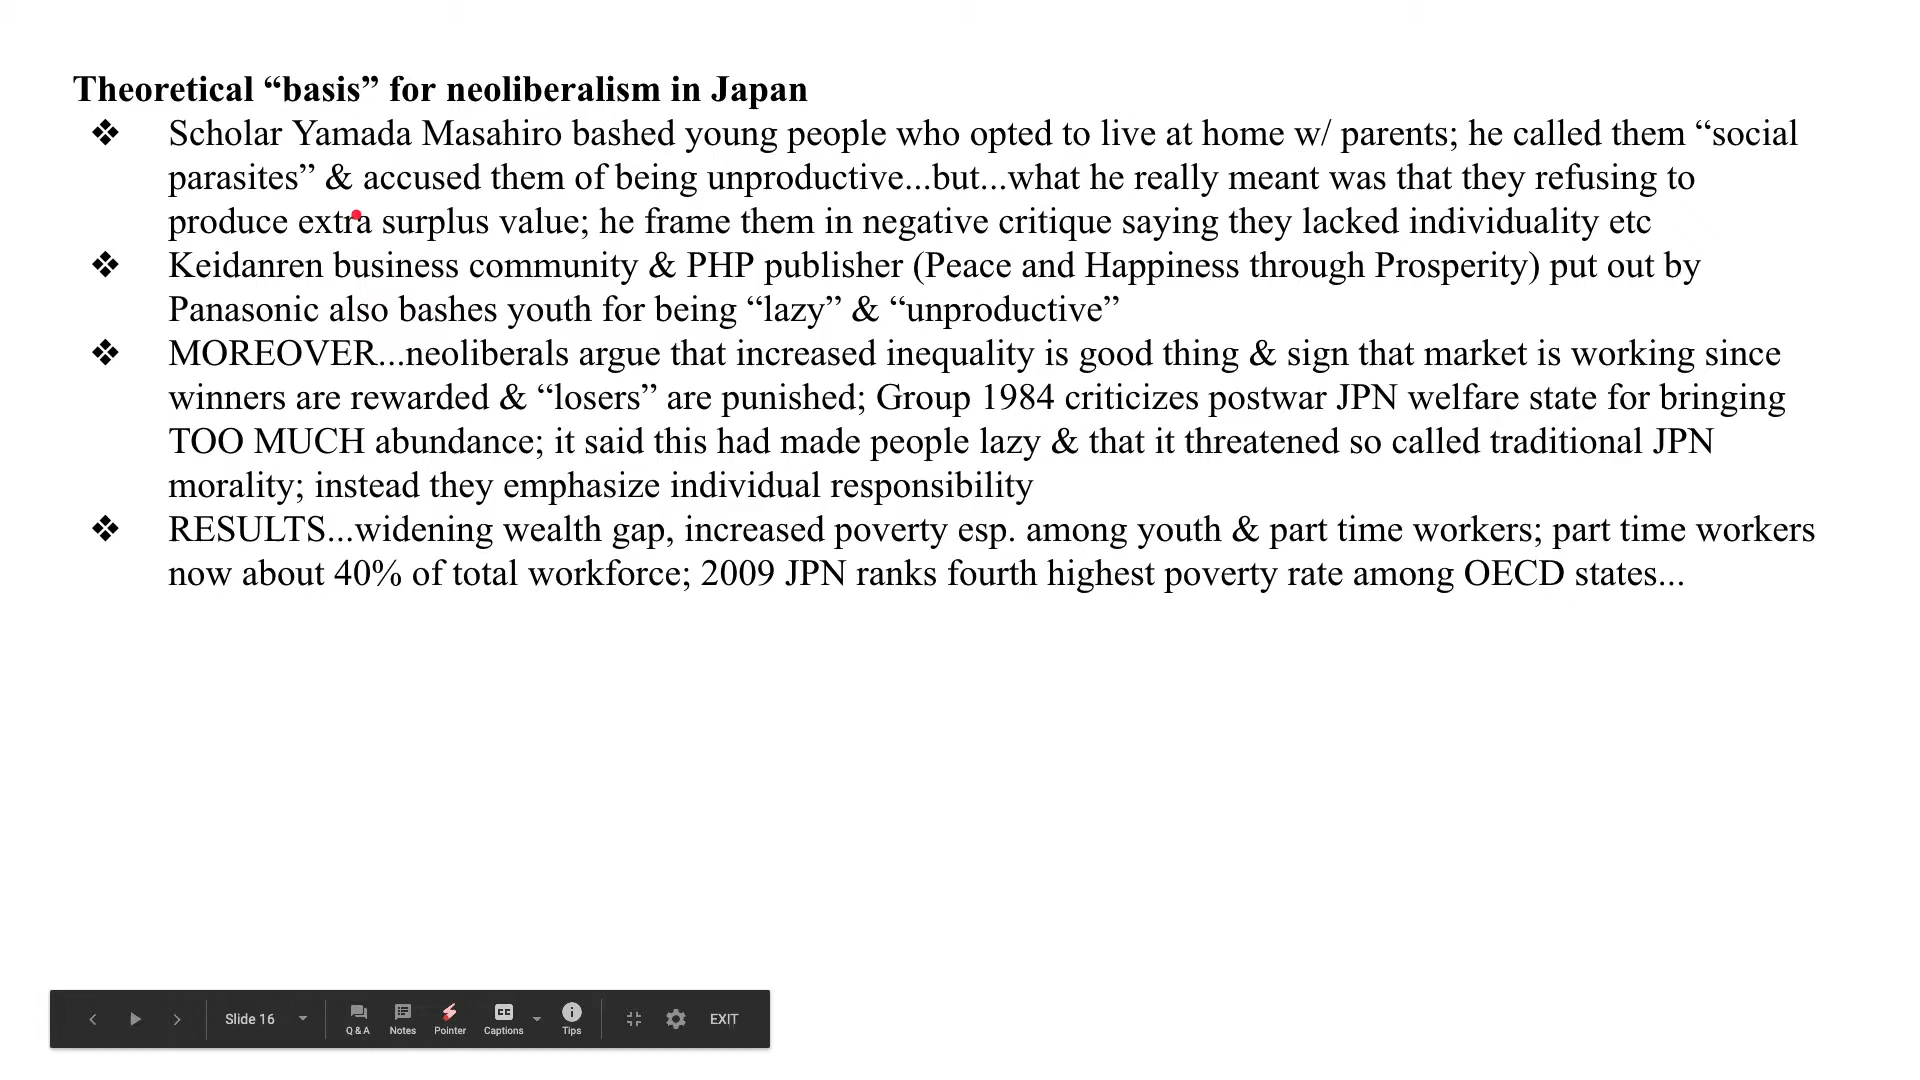 Theoretical “basis” for neoliberalism in Japan
❖ Scholar Yamada Masahiro bashed young people who opted to live at home w/ parents; he called them “social
parasites” & accused them of being unproductive...but...what he really meant was that they refusing to
produce extra surplus value; he frame them in negative critique saying they lacked individuality etc
❖ Keidanren business community & PHP publisher (Peace and Happiness through Prosperity) put out by
Panasonic also bashes youth for being “lazy” & “unproductive”
❖ MOREOVER...neoliberals argue that increased inequality is good thing & sign that market is working since
winners are rewarded & “losers” are punished; Group 1984 criticizes postwar JPN welfare state for bringing
TOO MUCH abundance; it said this had made people lazy & that it threatened so called traditional JPN
morality; instead they emphasize individual responsibility
❖ RESULTS...widening wealth gap, increased poverty esp. among youth & part time workers; part time workers
now about 40% of total workforce; 2009 JPN ranks fourth highest poverty rate among OECD states...
Slide 16 Q & A Notes Pointer CC Captions Tips EXIT